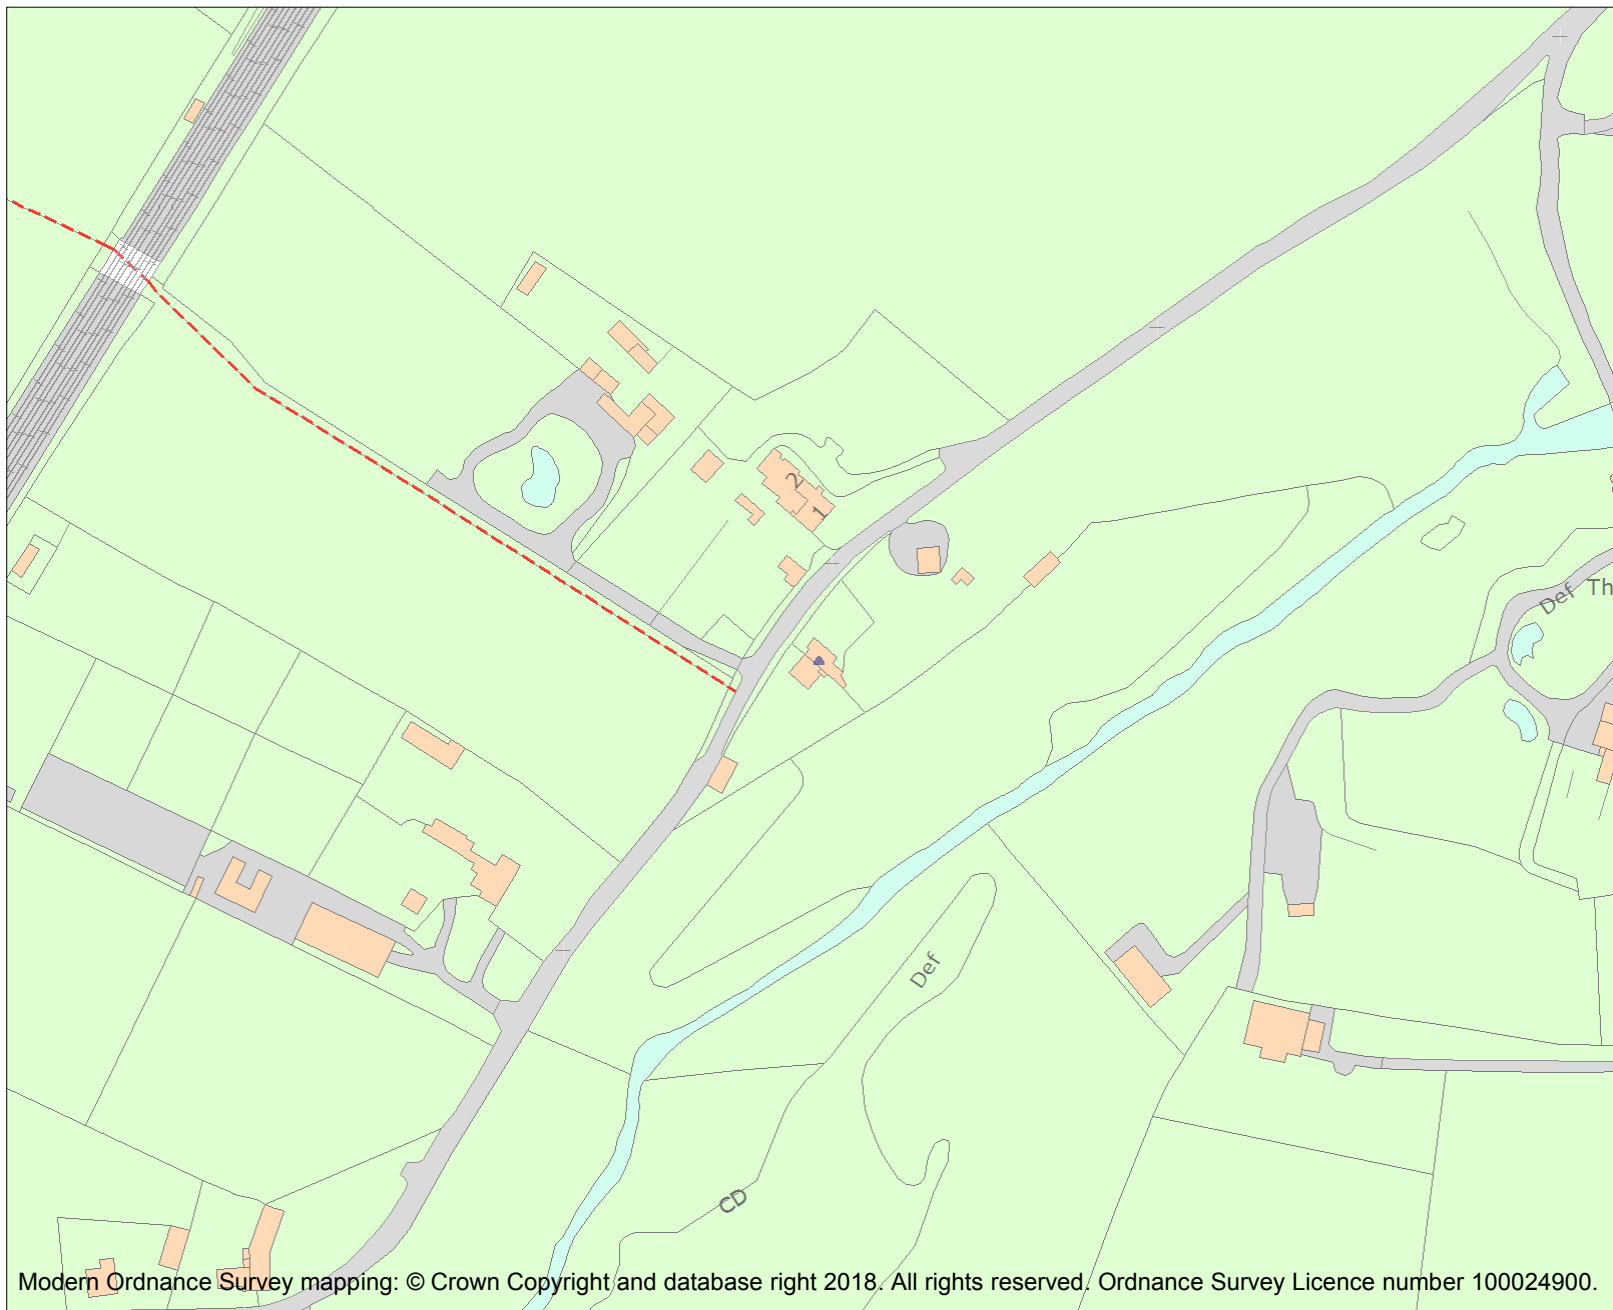 2
1
Def Th
Def
CD
Modern Ordnance Survey mapping: © Crown Copyright and database right 2018. All rights reserved. Ordnance Survey Licence number 100024900.